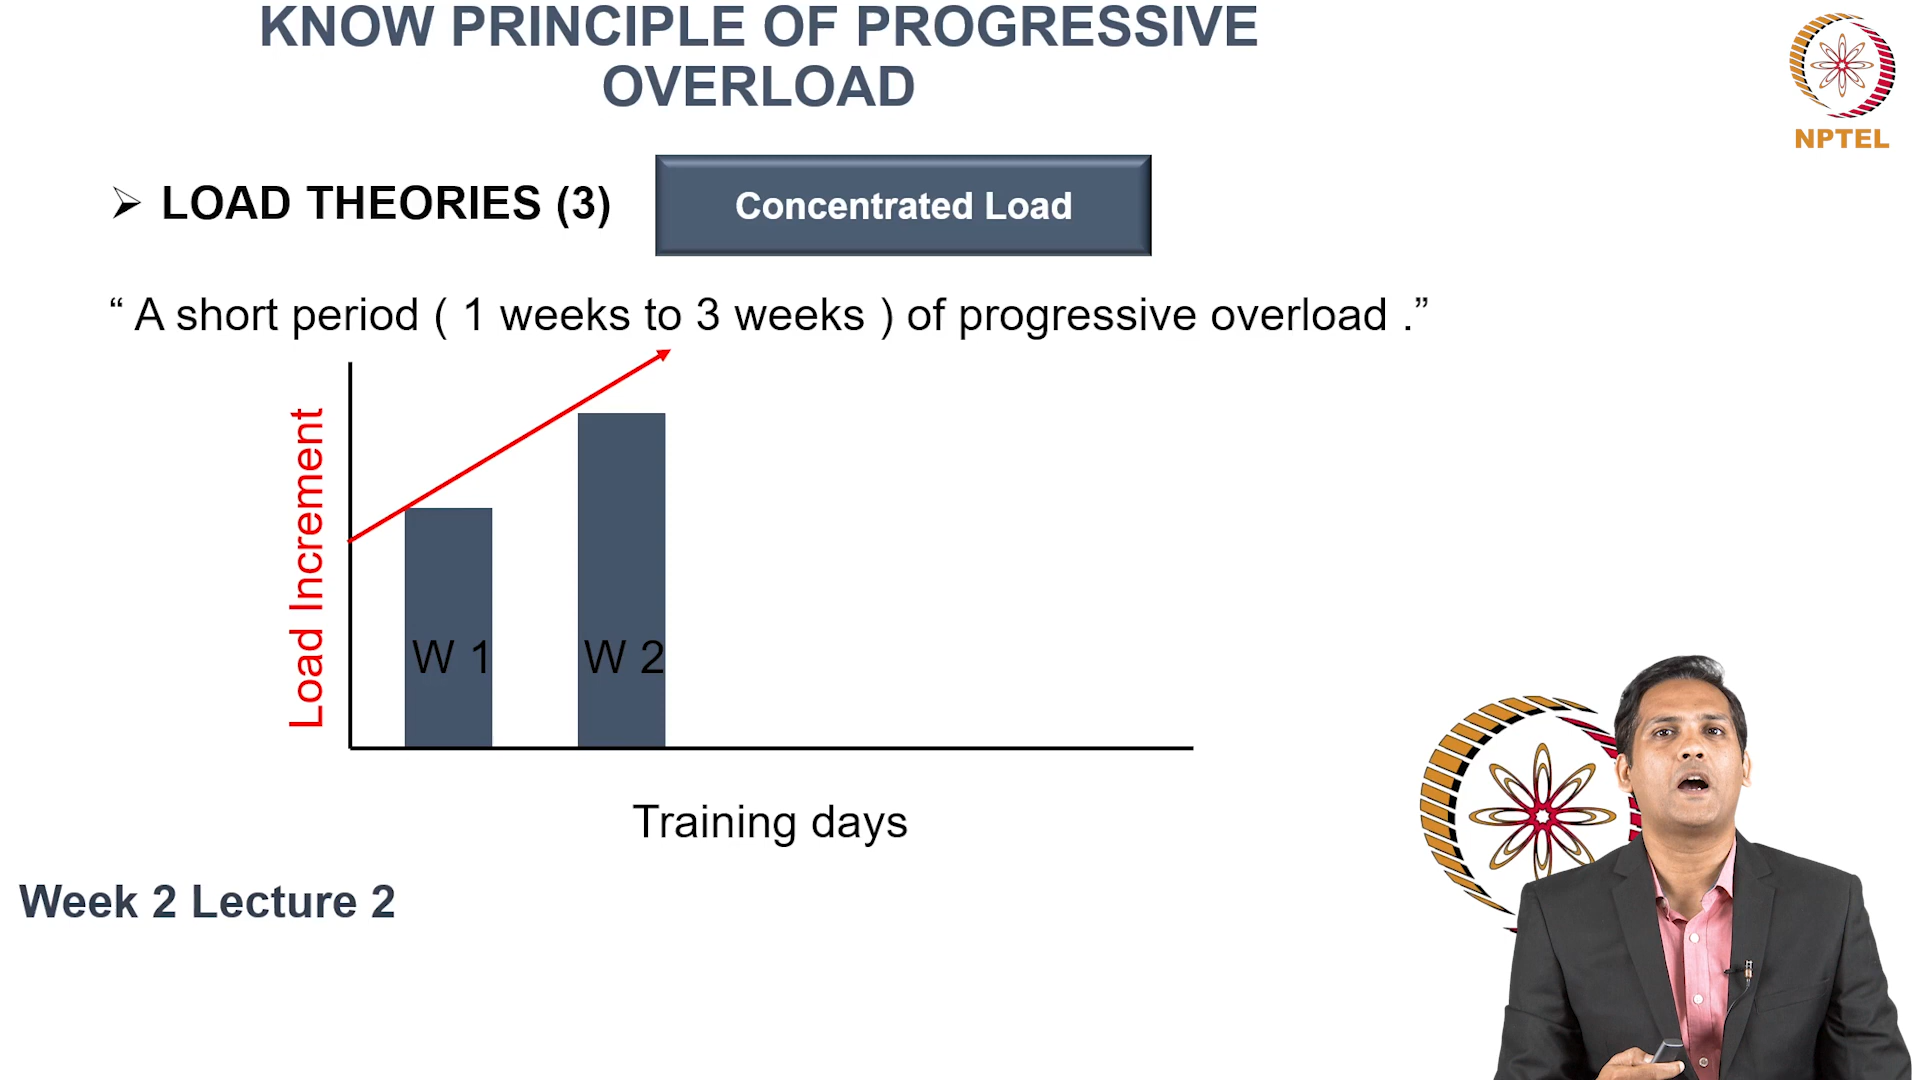 KNOW PRINCIPLE OF PROGRESSIVE
OVERLOAD
NPTEL
➢ LOAD THEORIES (3)
Concentrated Load
“ A short period ( 1 weeks to 3 weeks ) of progressive overload .”
Load Increment
W 1
W 2
Training days
Week 2 Lecture 2